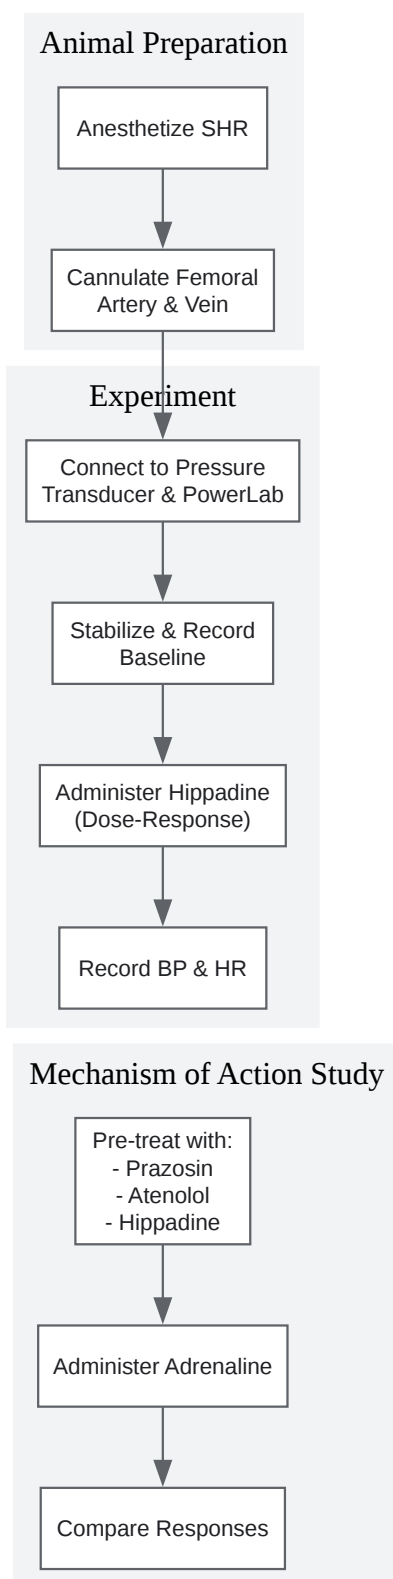 Animal Preparation
Anesthetize SHR
Cannulate Femoral
Artery & Vein
Experiment
Connect to Pressure
Transducer & PowerLab
Stabilize & Record
Baseline
Administer Hippadine
(Dose-Response)
Record BP & HR
Mechanism of Action Study
Pre-treat with:
- Prazosin
- Atenolol
- Hippadine
Administer Adrenaline
Compare Responses